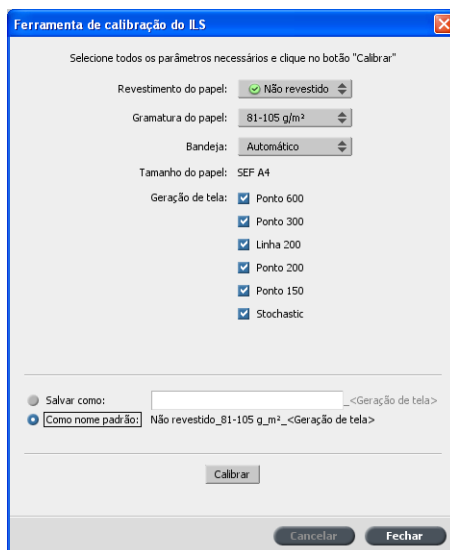 Ferramenta de calibração do ILS
Selecione todos os parâmetros necessários e clique no botão "Calibrar"
Revestimento do papel: Não revestido
Gramatura do papel: 81-105 g/m²
Bandeja: Automático
Tamanho do papel: SEF A4
Geração de tela: Ponto 600
Ponto 300
Linha 200
Ponto 200
Ponto 150
Stochastic
Salvar como: _<Geração de tela>
Como nome padrão: Não revestido_81-105 g_m²_<Geração de tela>
Calibrar
Cancelar Fechar